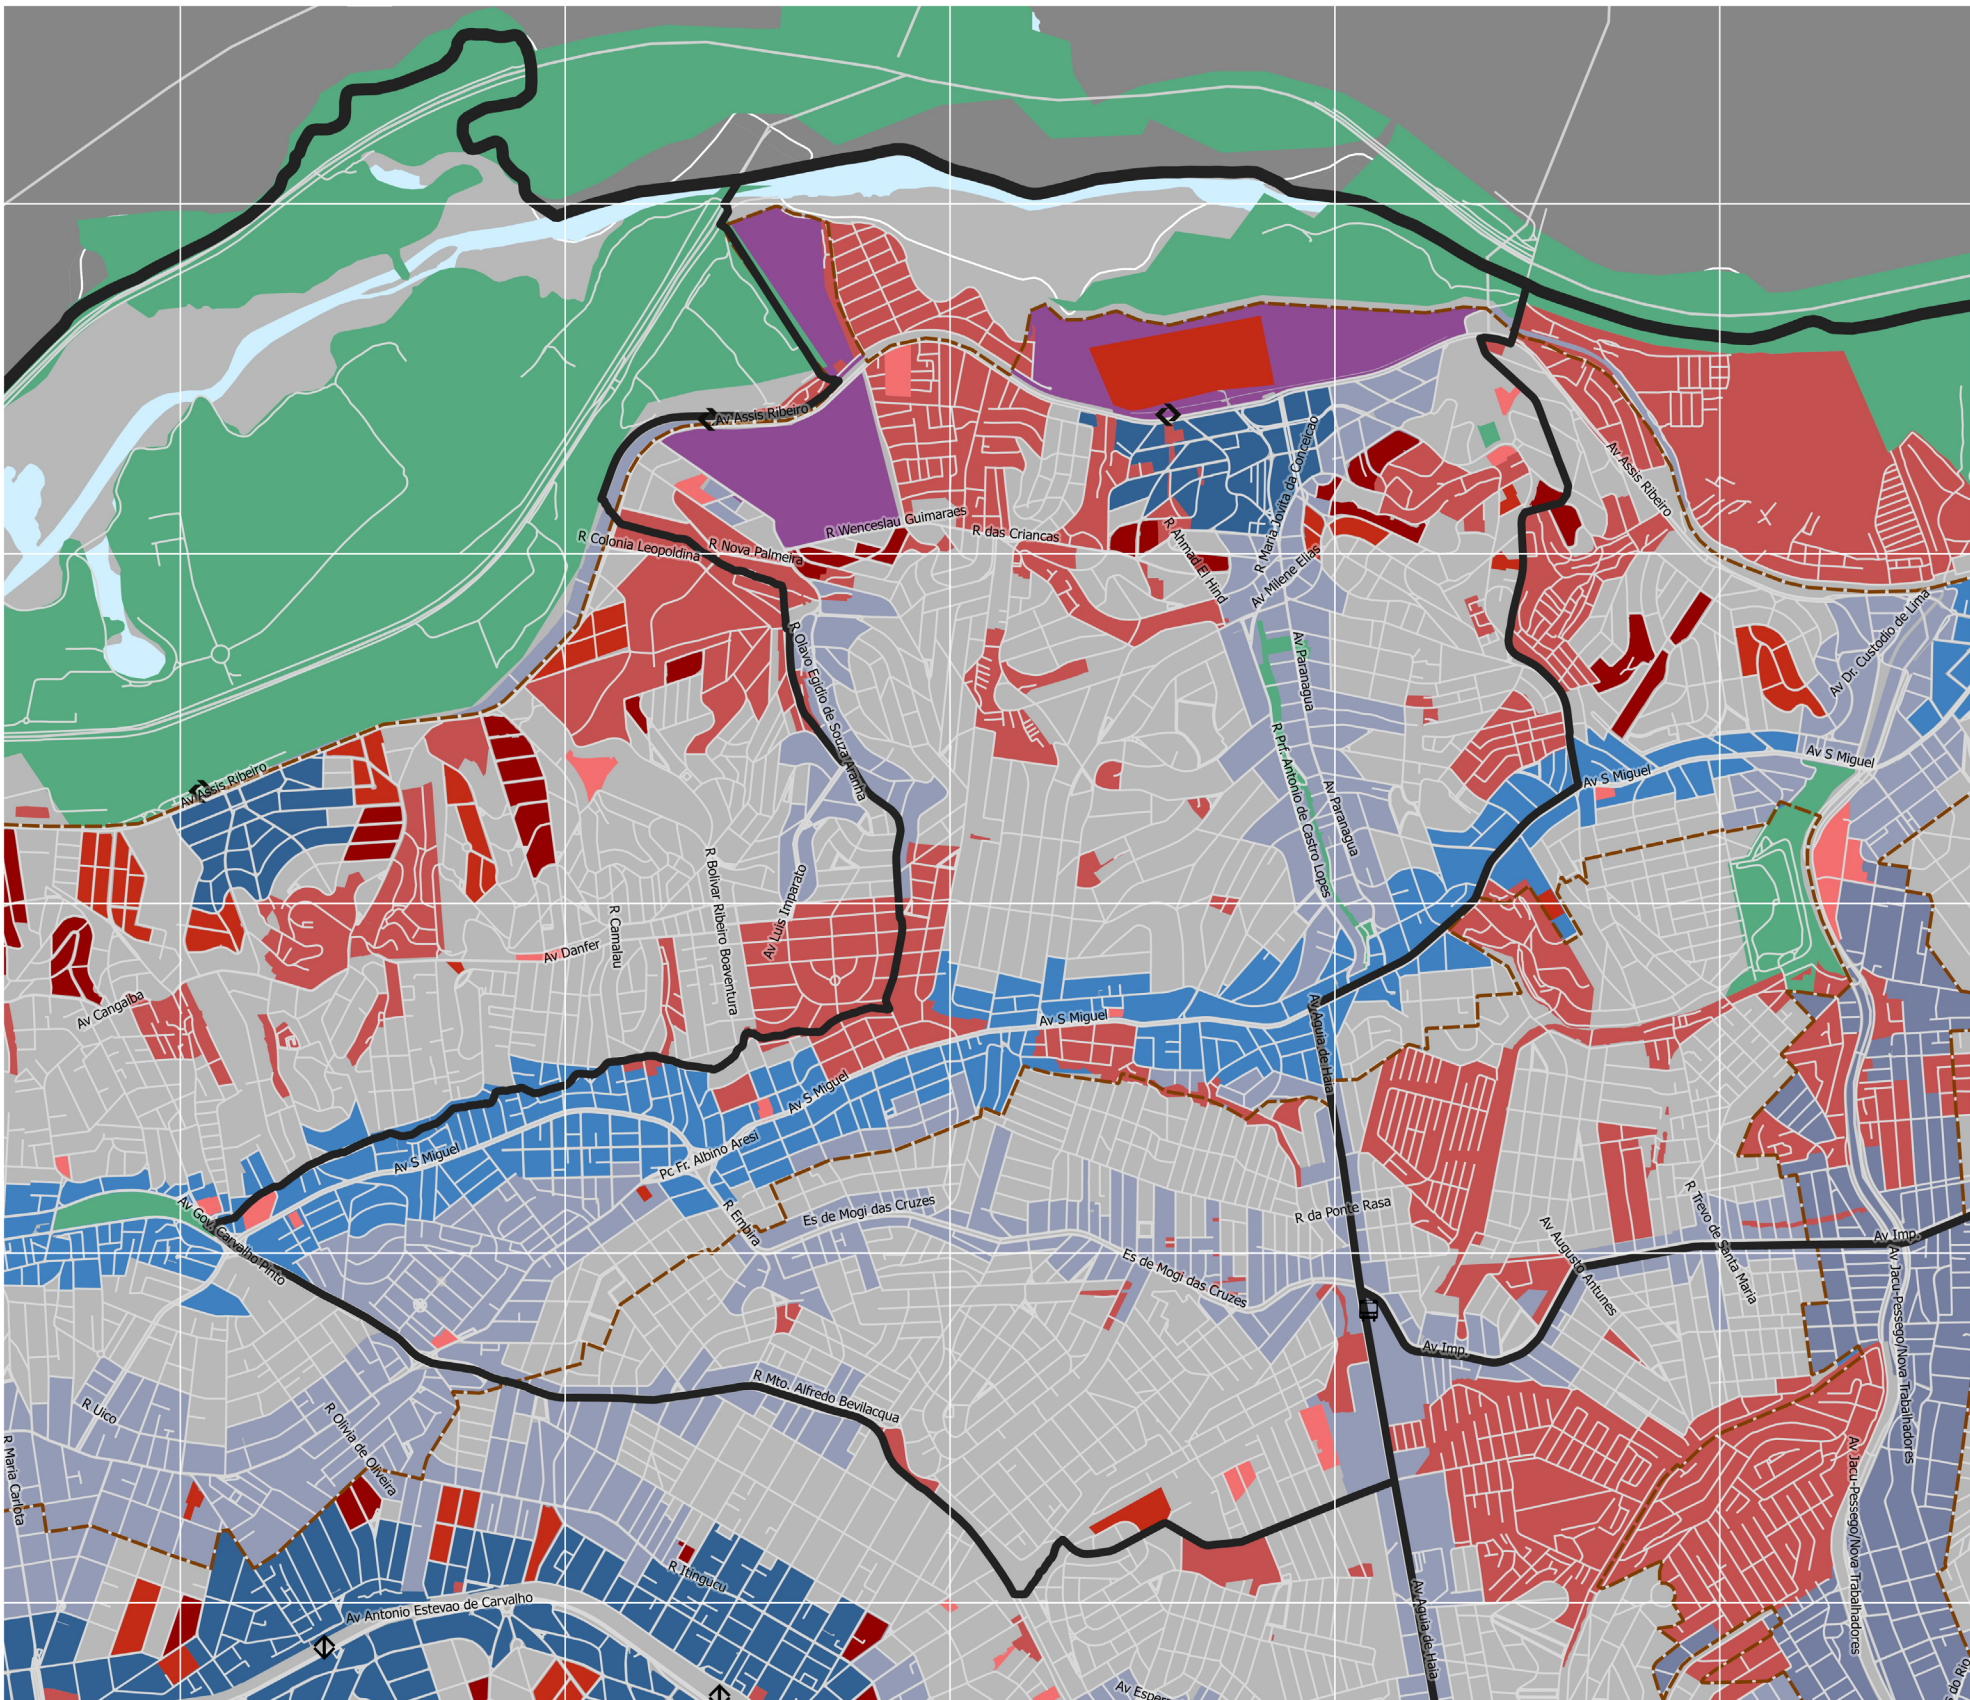 Av Assis Ribeiro
R Maria Jovita da Conceicao
Av Assis Ribeiro
R Wenceslau Guimaraes
R das Criancas
R Colonia Leopoldina
R Nova Palmeira
R Ahmad El Hind
Av Milene Elias
R Olavo Egidio de Souza Aranha
Av Paranagua
Av Dr. Custodio de Lima
Av Assis Ribeiro
R Prf. Antonio de Castro Lopes
Av Paranagua
Av S Miguel
Av S Miguel
R Bolivar Ribeiro Boaventura
Av Luis Imparato
R Camalau
Av Danfer
Av Cangaiba
Av S Miguel
Av Aguia de Haia
Av S Miguel
Av S Miguel
Pc Fr. Albino Aresi
Av Gov. Carvalho Pinto
R Embira
Es de Mogi das Cruzes
R da Ponte Rasa
R Trevo de Santa Maria
Av Augusto Antunes
Av Imp.
Es de Mogi das Cruzes
Av Jacu-Pessego/Nova Trabalhadores
Av Imp.
R Mto. Alfredo Bevilacqua
R Uico
R Olivia de Oliveira
R Maria Carlota
Av Jacu-Pessego/Nova Trabalhadores
R Itingucu
Av Antonio Estevao de Carvalho
Av Aguia de Haia
do Rio
Av Esper